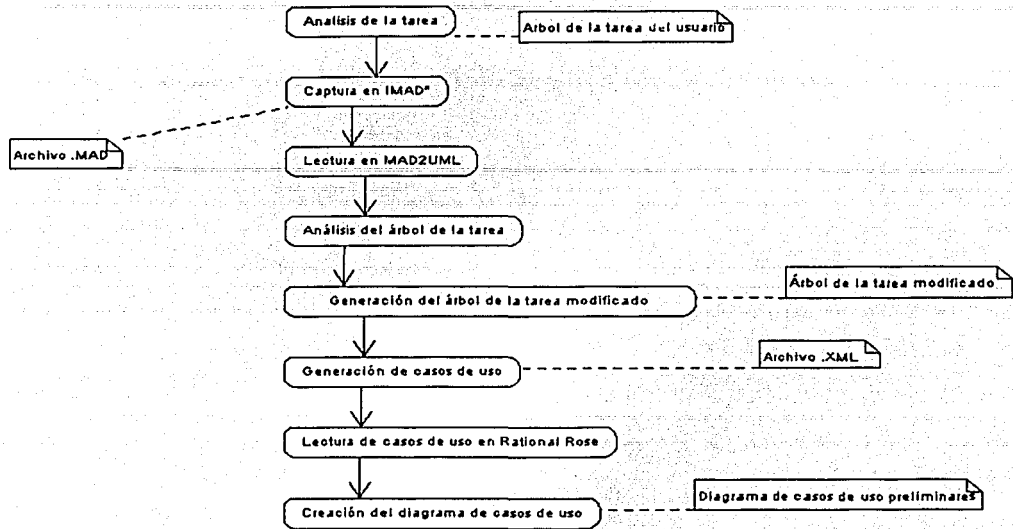 Analisis de la tarea
Árbol de la tarea del usuario
Captura en IMAD*
Archivo .MAD
Lectura en MAD2UML
Análisis del árbol de la tarea
Generación del árbol de la tarea modificado
Árbol de la tarea modificado
Generación de casos de uso
Archivo .XML
Lectura de casos de uso en Rational Rose
Creación del diagrama de casos de uso
Diagrama de casos de uso preliminares